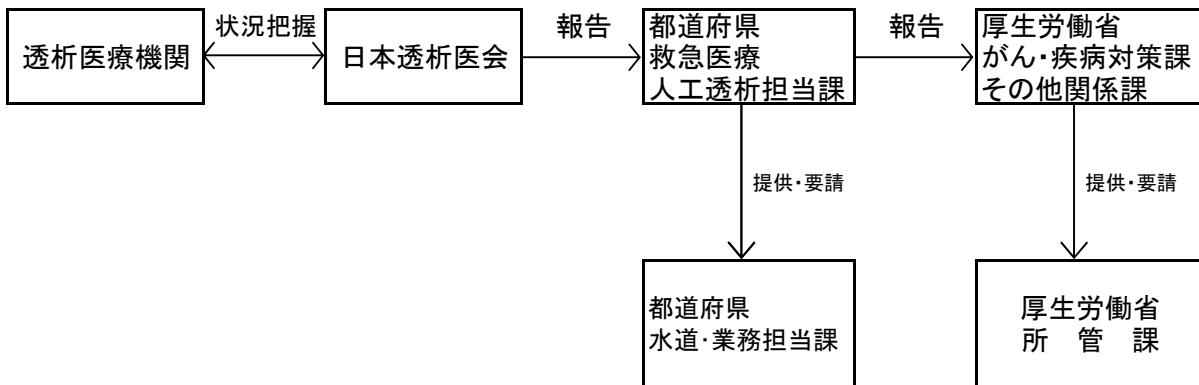 状況把握
報告
報告
透析医療機関
日本透析医会
都道府県
救急医療
人工透析担当課
厚生労働省
がん・疾病対策課
その他関係課
提供・要請
提供・要請
都道府県
水道・業務担当課
厚生労働省
所　管　課